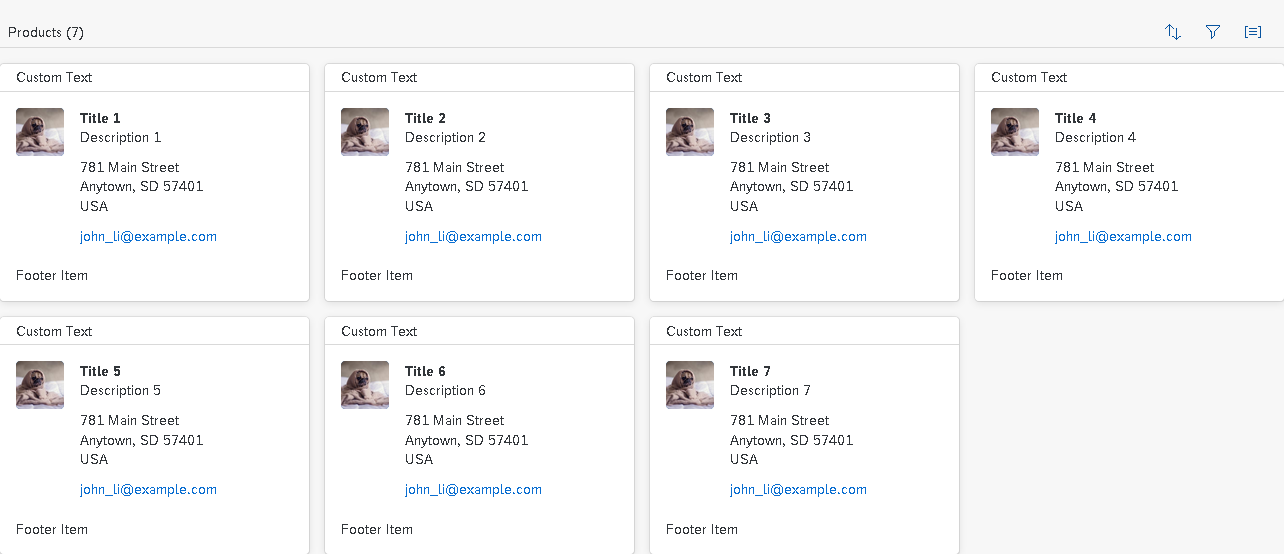 Products (7)
Custom Text
Title 1
Description 1
781 Main Street
Anytown, SD 57401
USA
john_li@example.com
Footer Item
Custom Text
Title 2
Description 2
781 Main Street
Anytown, SD 57401
USA
john_li@example.com
Footer Item
Custom Text
Title 3
Description 3
781 Main Street
Anytown, SD 57401
USA
john_li@example.com
Footer Item
Custom Text
Title 4
Description 4
781 Main Street
Anytown, SD 57401
USA
john_li@example.com
Footer Item
Custom Text
Title 5
Description 5
781 Main Street
Anytown, SD 57401
USA
john_li@example.com
Footer Item
Custom Text
Title 6
Description 6
781 Main Street
Anytown, SD 57401
USA
john_li@example.com
Footer Item
Custom Text
Title 7
Description 7
781 Main Street
Anytown, SD 57401
USA
john_li@example.com
Footer Item